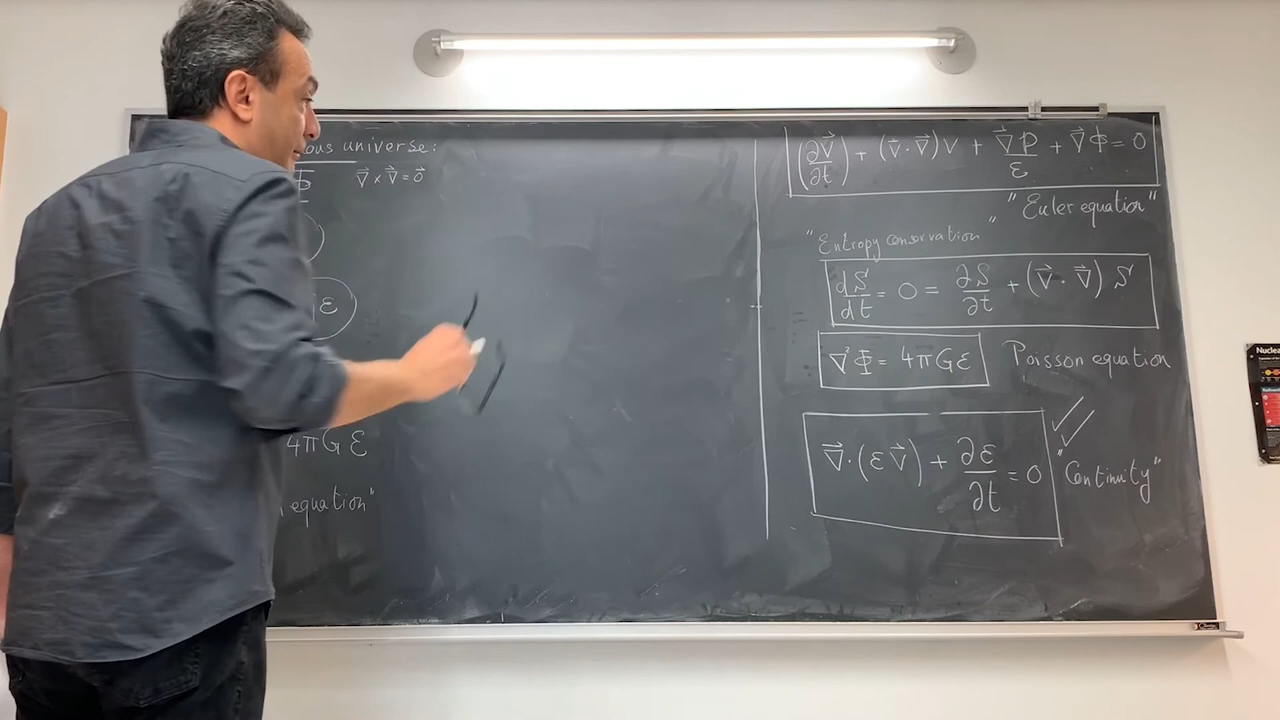 ous universe:
∇⃗ × V⃗ = 0⃗
ε
4πG ε
equation"
(∂V⃗/∂t) + (V⃗ · ∇⃗)V + ∇⃗P/ε + ∇⃗Φ = 0
" Euler equation "
" Entropy conservation "
dS/dt = 0 = ∂S/∂t + (V⃗ · ∇⃗) S
∇²Φ = 4πGε Poisson equation
∇⃗·(εV⃗) + ∂ε/∂t = 0 "Continuity"
Nuclea